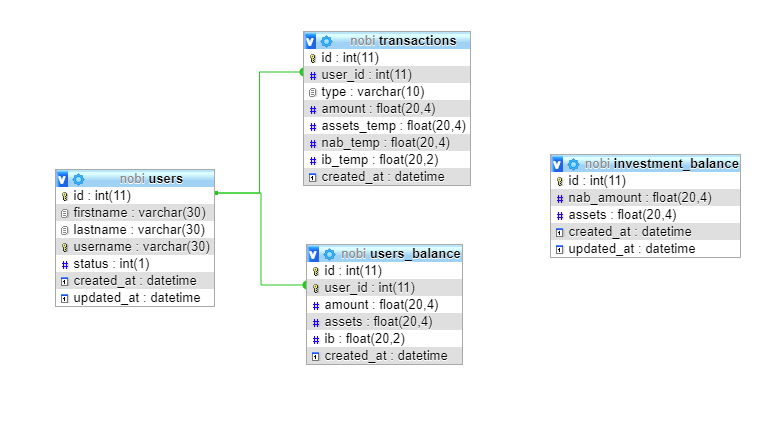 nobi transactions
id : int(11)
user_id : int(11)
type : varchar(10)
amount : float(20,4)
assets_temp : float(20,4)
nab_temp : float(20,4)
ib_temp : float(20,2)
created_at : datetime
nobi users
id : int(11)
firstname : varchar(30)
lastname : varchar(30)
username : varchar(30)
status : int(1)
created_at : datetime
updated_at : datetime
nobi users_balance
id : int(11)
user_id : int(11)
amount : float(20,4)
assets : float(20,4)
ib : float(20,2)
created_at : datetime
nobi investment_balance
id : int(11)
nab_amount : float(20,4)
assets : float(20,4)
created_at : datetime
updated_at : datetime